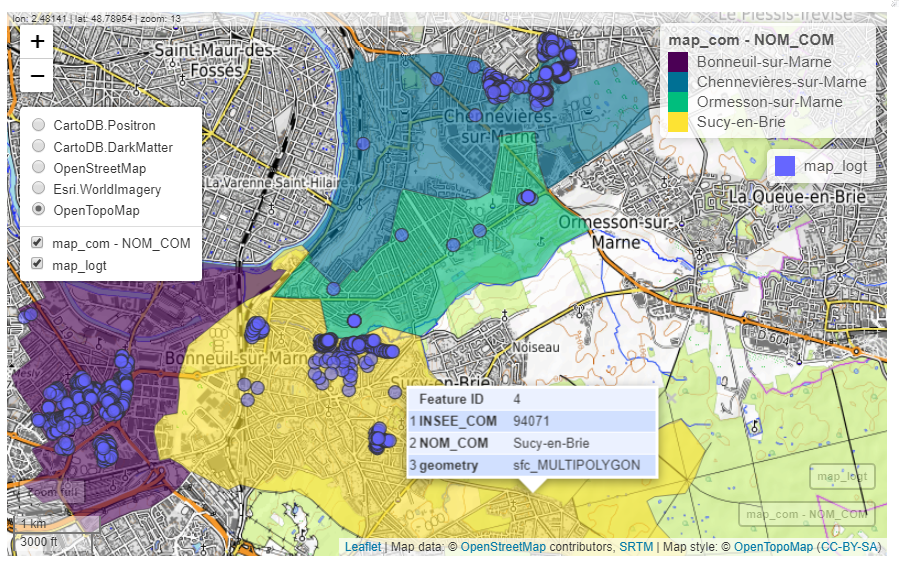 lon: 2.48141 | lat: 48.78954 | zoom: 13
+
−
CartoDB.Positron
CartoDB.DarkMatter
OpenStreetMap
Esri.WorldImagery
OpenTopoMap
map_com - NOM_COM
map_logt
map_com - NOM_COM
Bonneuil-sur-Marne
Chennevières-sur-Marne
Ormesson-sur-Marne
Sucy-en-Brie
map_logt
Le Plessis-Trévise
Saint-Maur-des-
Fossés
La Varenne-Saint-Hilaire
Chennevières-
sur-Marne
La Queue-en-Brie
Ormesson-sur-
Marne
D 604
Noiseau
Bonneuil-sur-Marne
Sucy-en-Brie
Mesly
Feature ID 4
1 INSEE_COM 94071
2 NOM_COM Sucy-en-Brie
3 geometry sfc_MULTIPOLYGON
Zoom full
map_logt
map_com - NOM_COM
1 km
3000 ft
Leaflet | Map data: © OpenStreetMap contributors, SRTM | Map style: © OpenTopoMap (CC-BY-SA)